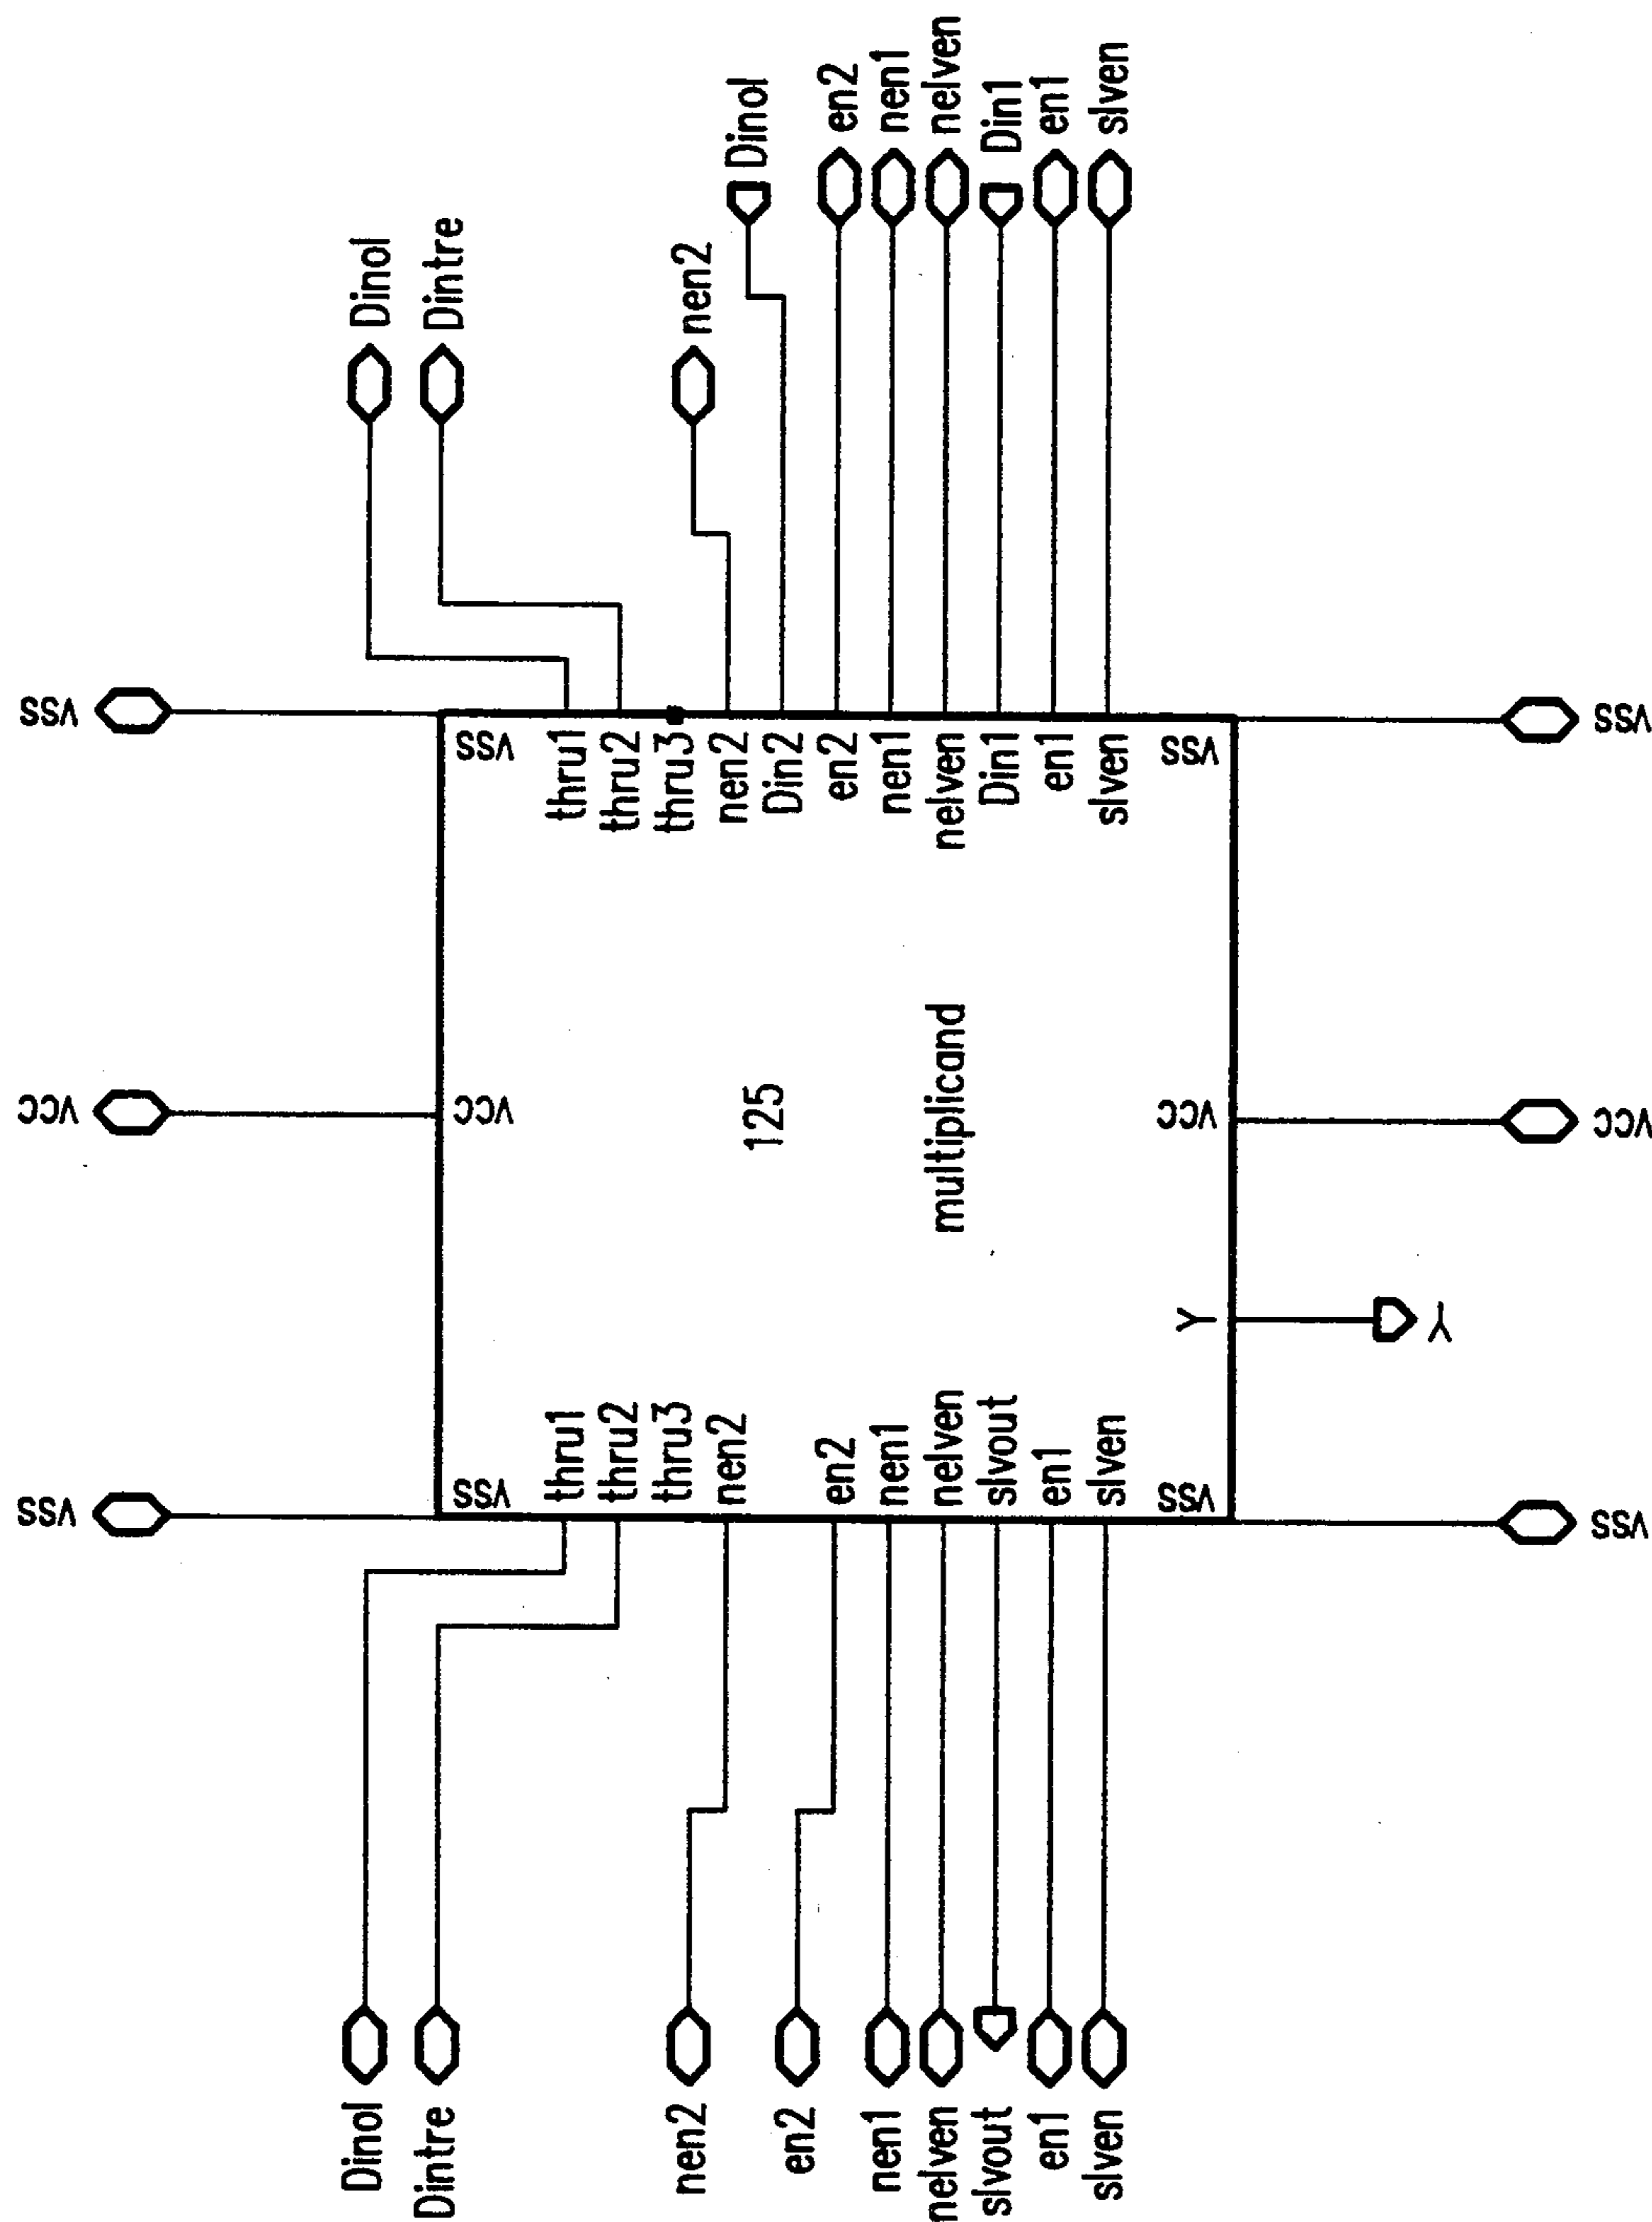 VSS
VCC
VSS
Dinol
Dinol
Dintre
Dintre
VSS
VCC
VSS
thru1
thru1
thru2
thru2
thru3
thru3
nen2
nen2
nen2
nen2
Dinol
125
Din2
en2
en2
en2
en2
nen1
nen1
nen1
nen1
nelven
nelven
multiplicand
nelven
nelven
slvout
slvout
Din1
Din1
en1
en1
en1
en1
slven
slven
slven
slven
VSS
Y
VCC
VSS
Y
VSS
VCC
VSS